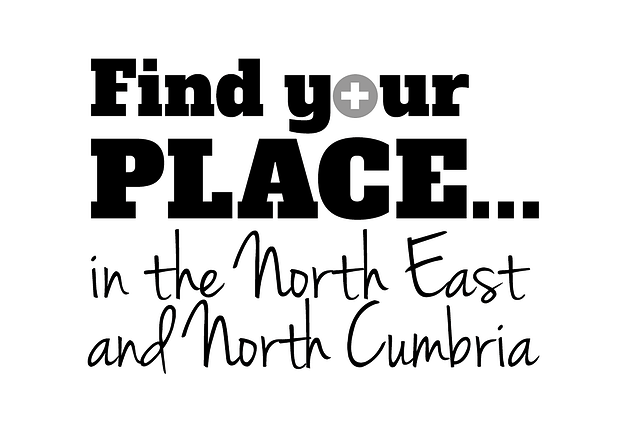 Find your
PLACE...
in the North East
and North Cumbria